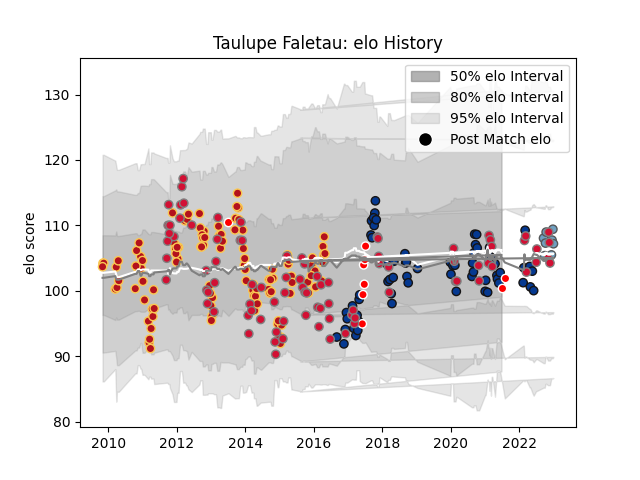 Taulupe Faletau: elo History
50% elo Interval
80% elo Interval
95% elo Interval
Post Match elo
elo score
130
120
110
100
90
80
2010 2012 2014 2016 2018 2020 2022